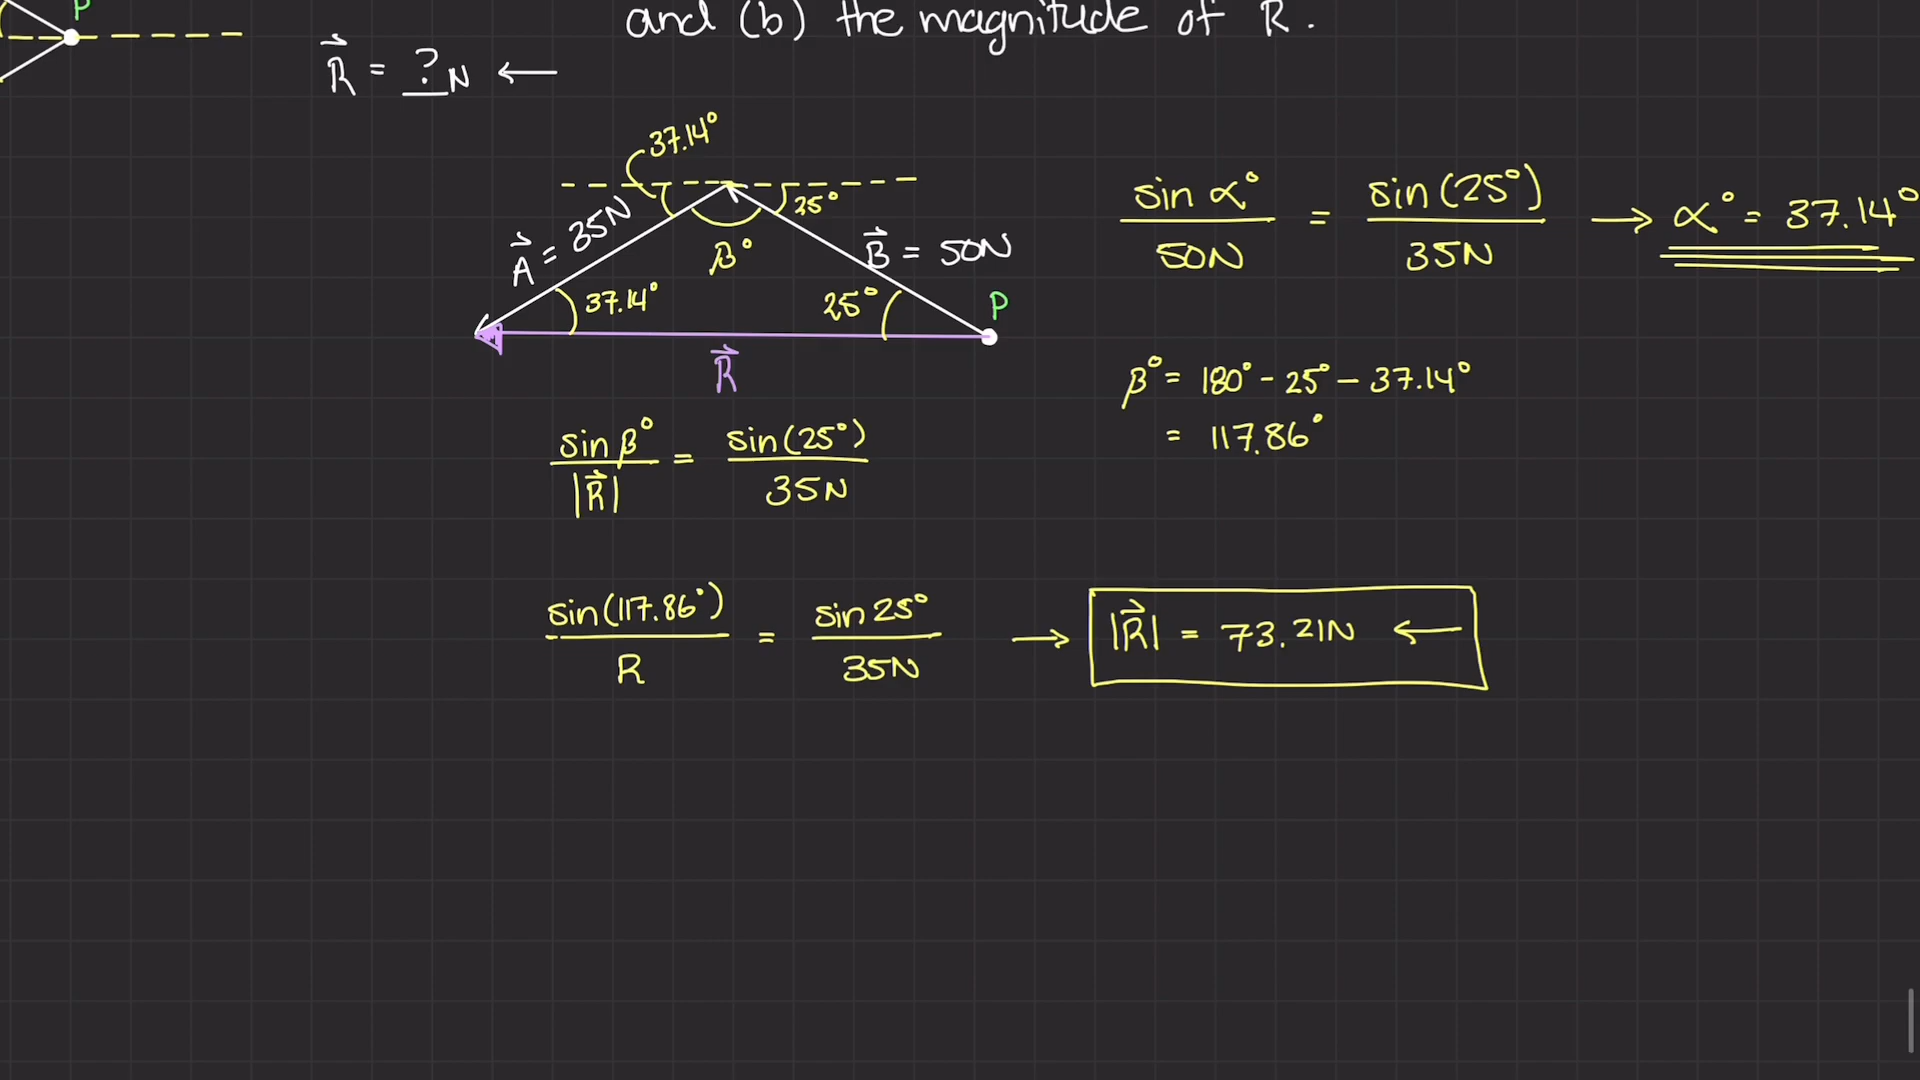 P
and (b) the magnitude of R.
R⃗ = ? N ←
37.14°
25°
A⃗ = 35N
β°
B⃗ = 50N
37.14°
25°
P
R⃗
sin α° / 50N = sin(25°) / 35N → α° = 37.14°
β° = 180° - 25° - 37.14°
= 117.86°
sin β° / |R⃗| = sin(25°) / 35N
sin(117.86°) / R = sin 25° / 35N → |R⃗| = 73.21N ←